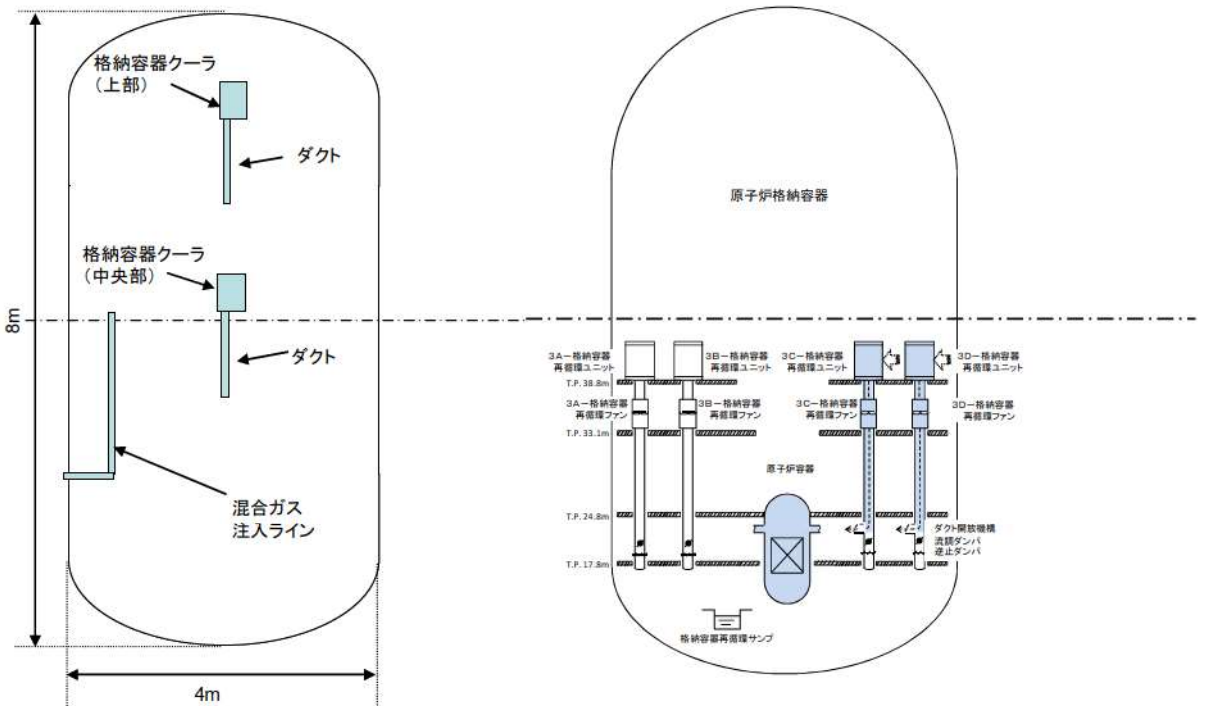 格納容器クーラ
（上部）
ダクト
格納容器クーラ
（中央部）
ダクト
混合ガス
注入ライン
8m
4m
原子炉格納容器
3A－格納容器
再循環ユニット
3B－格納容器
再循環ユニット
3C－格納容器
再循環ユニット
3D－格納容器
再循環ユニット
T.P. 38.8m
3A－格納容器
再循環ファン
3B－格納容器
再循環ファン
3C－格納容器
再循環ファン
3D－格納容器
再循環ファン
T.P. 33.1m
原子炉容器
T.P. 24.8m
ダクト開放機構
流調ダンパ
逆止ダンパ
T.P. 17.8m
格納容器再循環サンプ